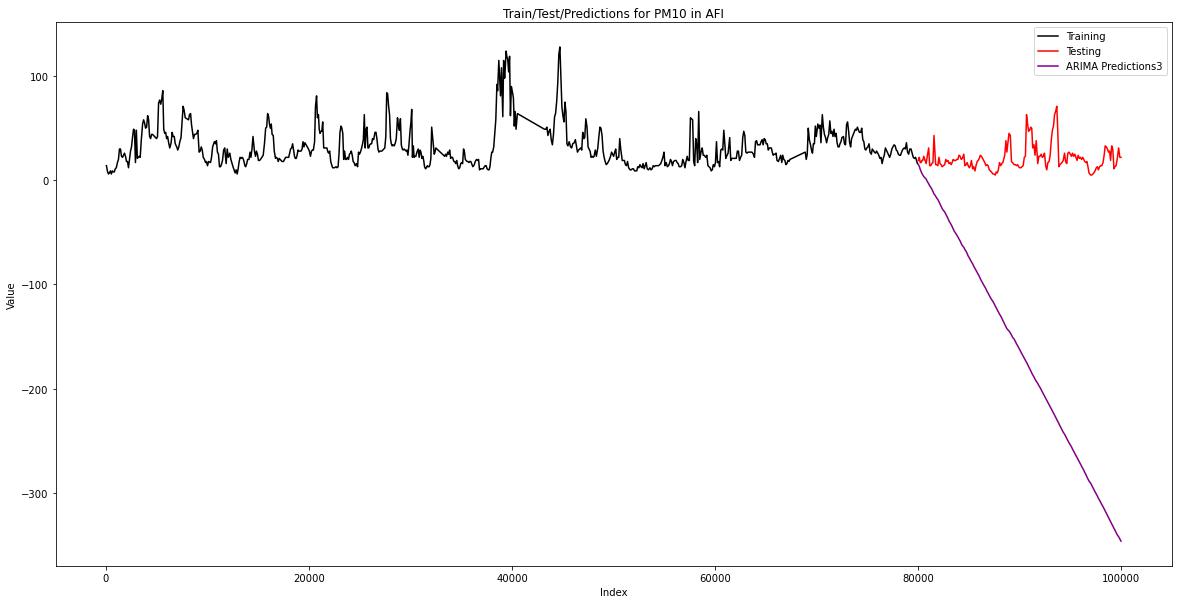 Train/Test/Predictions for PM10 in AFI
Training
Testing
ARIMA Predictions3
Value
100
0
−100
−200
−300
0 20000 40000 60000 80000 100000
Index